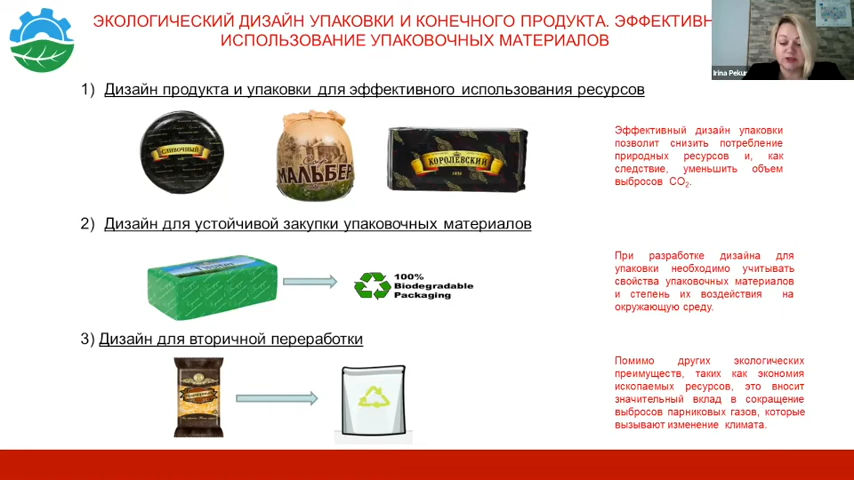 ЭКОЛОГИЧЕСКИЙ ДИЗАЙН УПАКОВКИ И КОНЕЧНОГО ПРОДУКТА. ЭФФЕКТИВН
ИСПОЛЬЗОВАНИЕ УПАКОВОЧНЫХ МАТЕРИАЛОВ
Irina Peku
1) Дизайн продукта и упаковки для эффективного использования ресурсов
СЛИВОЧНЫЙ
МАЛЬБЕР
КОРОЛЕВСКИЙ
Эффективный дизайн упаковки
позволит снизить потребление
природных ресурсов и, как
следствие, уменьшить объем
выбросов CO2.
2) Дизайн для устойчивой закупки упаковочных материалов
100%
Biodegradable
Packaging
При разработке дизайна для
упаковки необходимо учитывать
свойства упаковочных материалов
и степень их воздействия на
окружающую среду.
3) Дизайн для вторичной переработки
Помимо других экологических
преимуществ, таких как экономия
ископаемых ресурсов, это вносит
значительный вклад в сокращение
выбросов парниковых газов, которые
вызывают изменение климата.